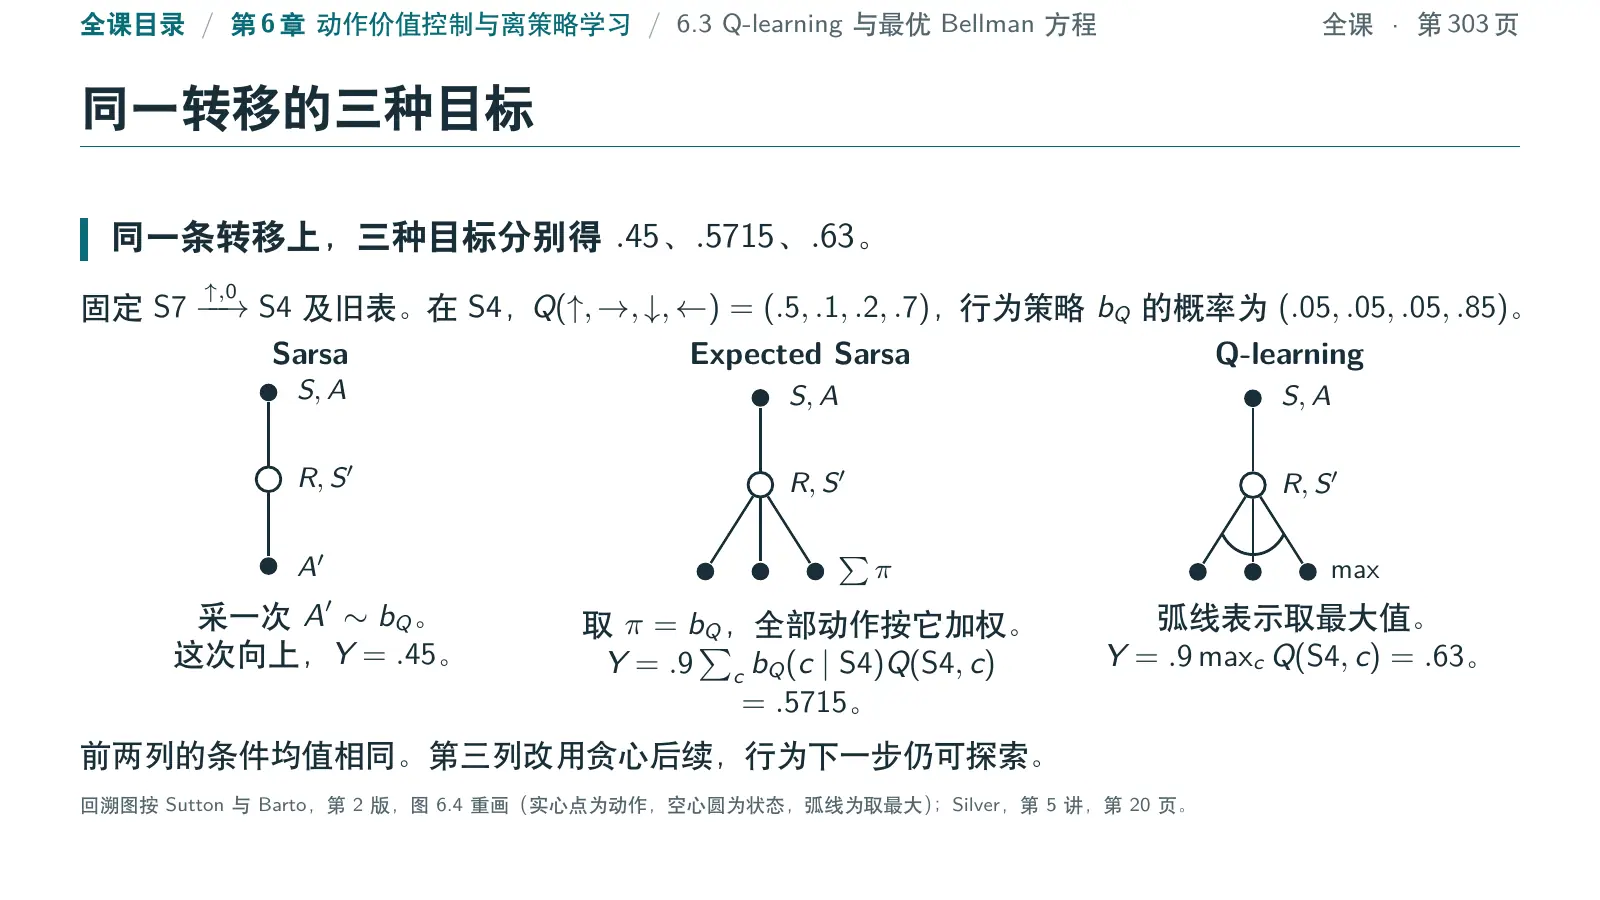 全课目录 / 第 6 章 动作价值控制与离策略学习 / 6.3 Q-learning 与最优 Bellman 方程 全课 · 第 303 页
同一转移的三种目标
同一条转移上，三种目标分别得 .45、.5715、.63。
固定 S7 —↑,0→ S4 及旧表。在 S4，Q(↑,→,↓,←) = (.5, .1, .2, .7)，行为策略 b_Q 的概率为 (.05, .05, .05, .85)。
Sarsa
S, A
R, S′
A′
采一次 A′ ∼ b_Q。
这次向上，Y = .45。
Expected Sarsa
S, A
R, S′
∑ π
取 π = b_Q，全部动作按它加权。
Y = .9 ∑_c b_Q(c | S4)Q(S4, c)
= .5715。
Q-learning
S, A
R, S′
max
弧线表示取最大值。
Y = .9 max_c Q(S4, c) = .63。
前两列的条件均值相同。第三列改用贪心后续，行为下一步仍可探索。
回溯图按 Sutton 与 Barto，第 2 版，图 6.4 重画（实心点为动作，空心圆为状态，弧线为取最大）；Silver，第 5 讲，第 20 页。